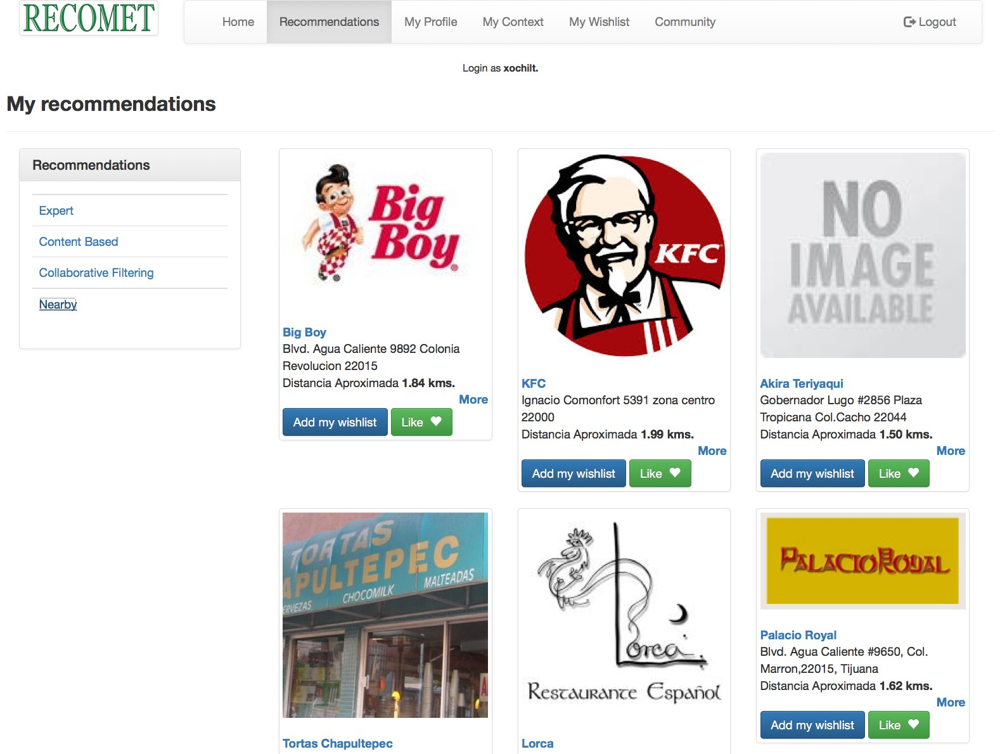 RECOMET
Home
Recommendations
My Profile
My Context
My Wishlist
Community
Logout
Login as xochilt.
My recommendations
Recommendations
Expert
Content Based
Collaborative Filtering
Nearby
Big
Boy
Big Boy
Blvd. Agua Caliente 9892 Colonia
Revolucion 22015
Distancia Aproximada 1.84 kms.
More
Add my wishlist
Like
KFC
KFC
Ignacio Comonfort 5391 zona centro
22000
Distancia Aproximada 1.99 kms.
More
Add my wishlist
Like
NO
IMAGE
AVAILABLE
Akira Teriyaqui
Gobernador Lugo #2856 Plaza
Tropicana Col.Cacho 22044
Distancia Aproximada 1.50 kms.
More
Add my wishlist
Like
TORTAS
APULTEPEC
ERVEZAS CHOCOMILK MALTEADAS
Tortas Chapultepec
Lorca
Restaurante Español
Lorca
Palacio Royal
Palacio Royal
Blvd. Agua Caliente #9650, Col.
Marron,22015, Tijuana
Distancia Aproximada 1.62 kms.
More
Add my wishlist
Like